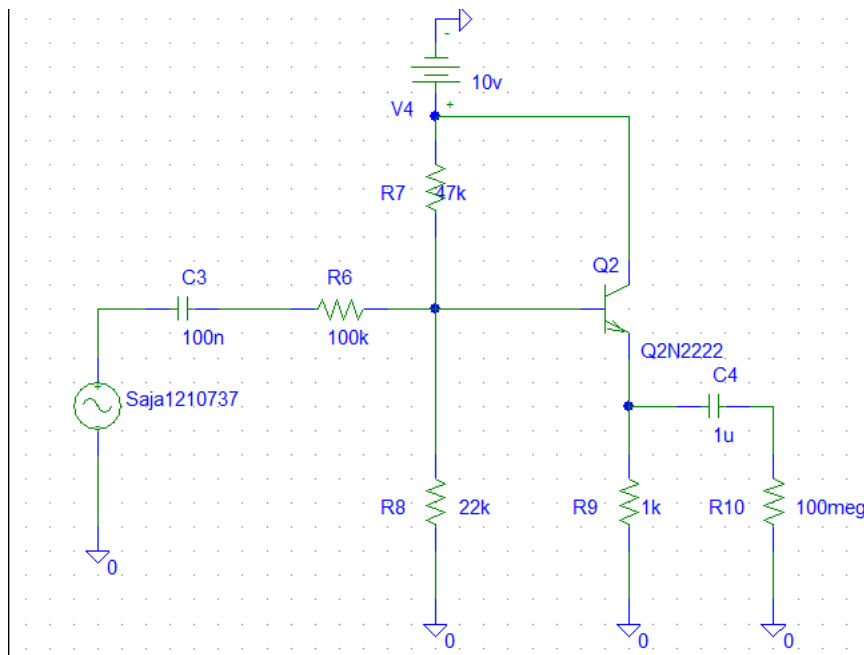 -
10v
V4
+
R7
47k
Q2
C3
R6
100n
100k
Q2N2222
C4
+
Saja1210737
-
1u
R8
22k
R9
1k
R10
100meg
0
0
0
0